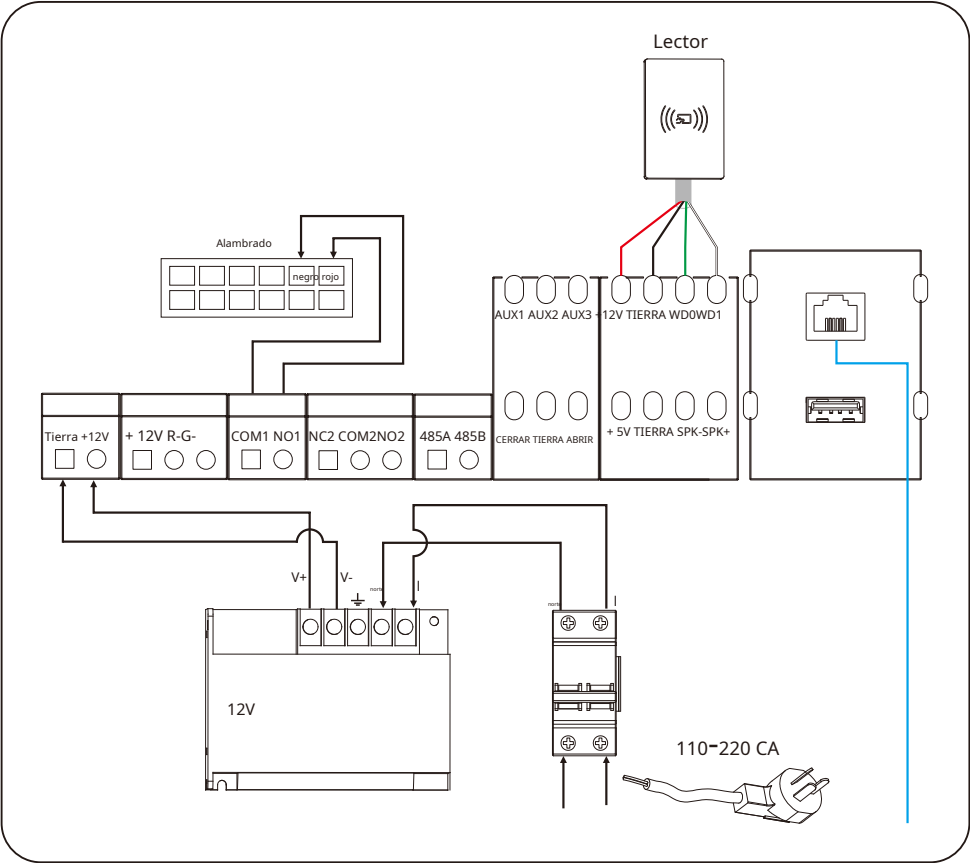 Lector
Alambrado
negro rojo
AUX1 AUX2 AUX3 +12V TIERRA WD0WD1
Tierra +12V
+ 12V R-G-
COM1 NO1
NC2 COM2NO2
485A 485B
CERRAR TIERRA ABRIR
+ 5V TIERRA SPK-SPK+
V+
V-
norte
l
norte
l
12V
110-220 CA